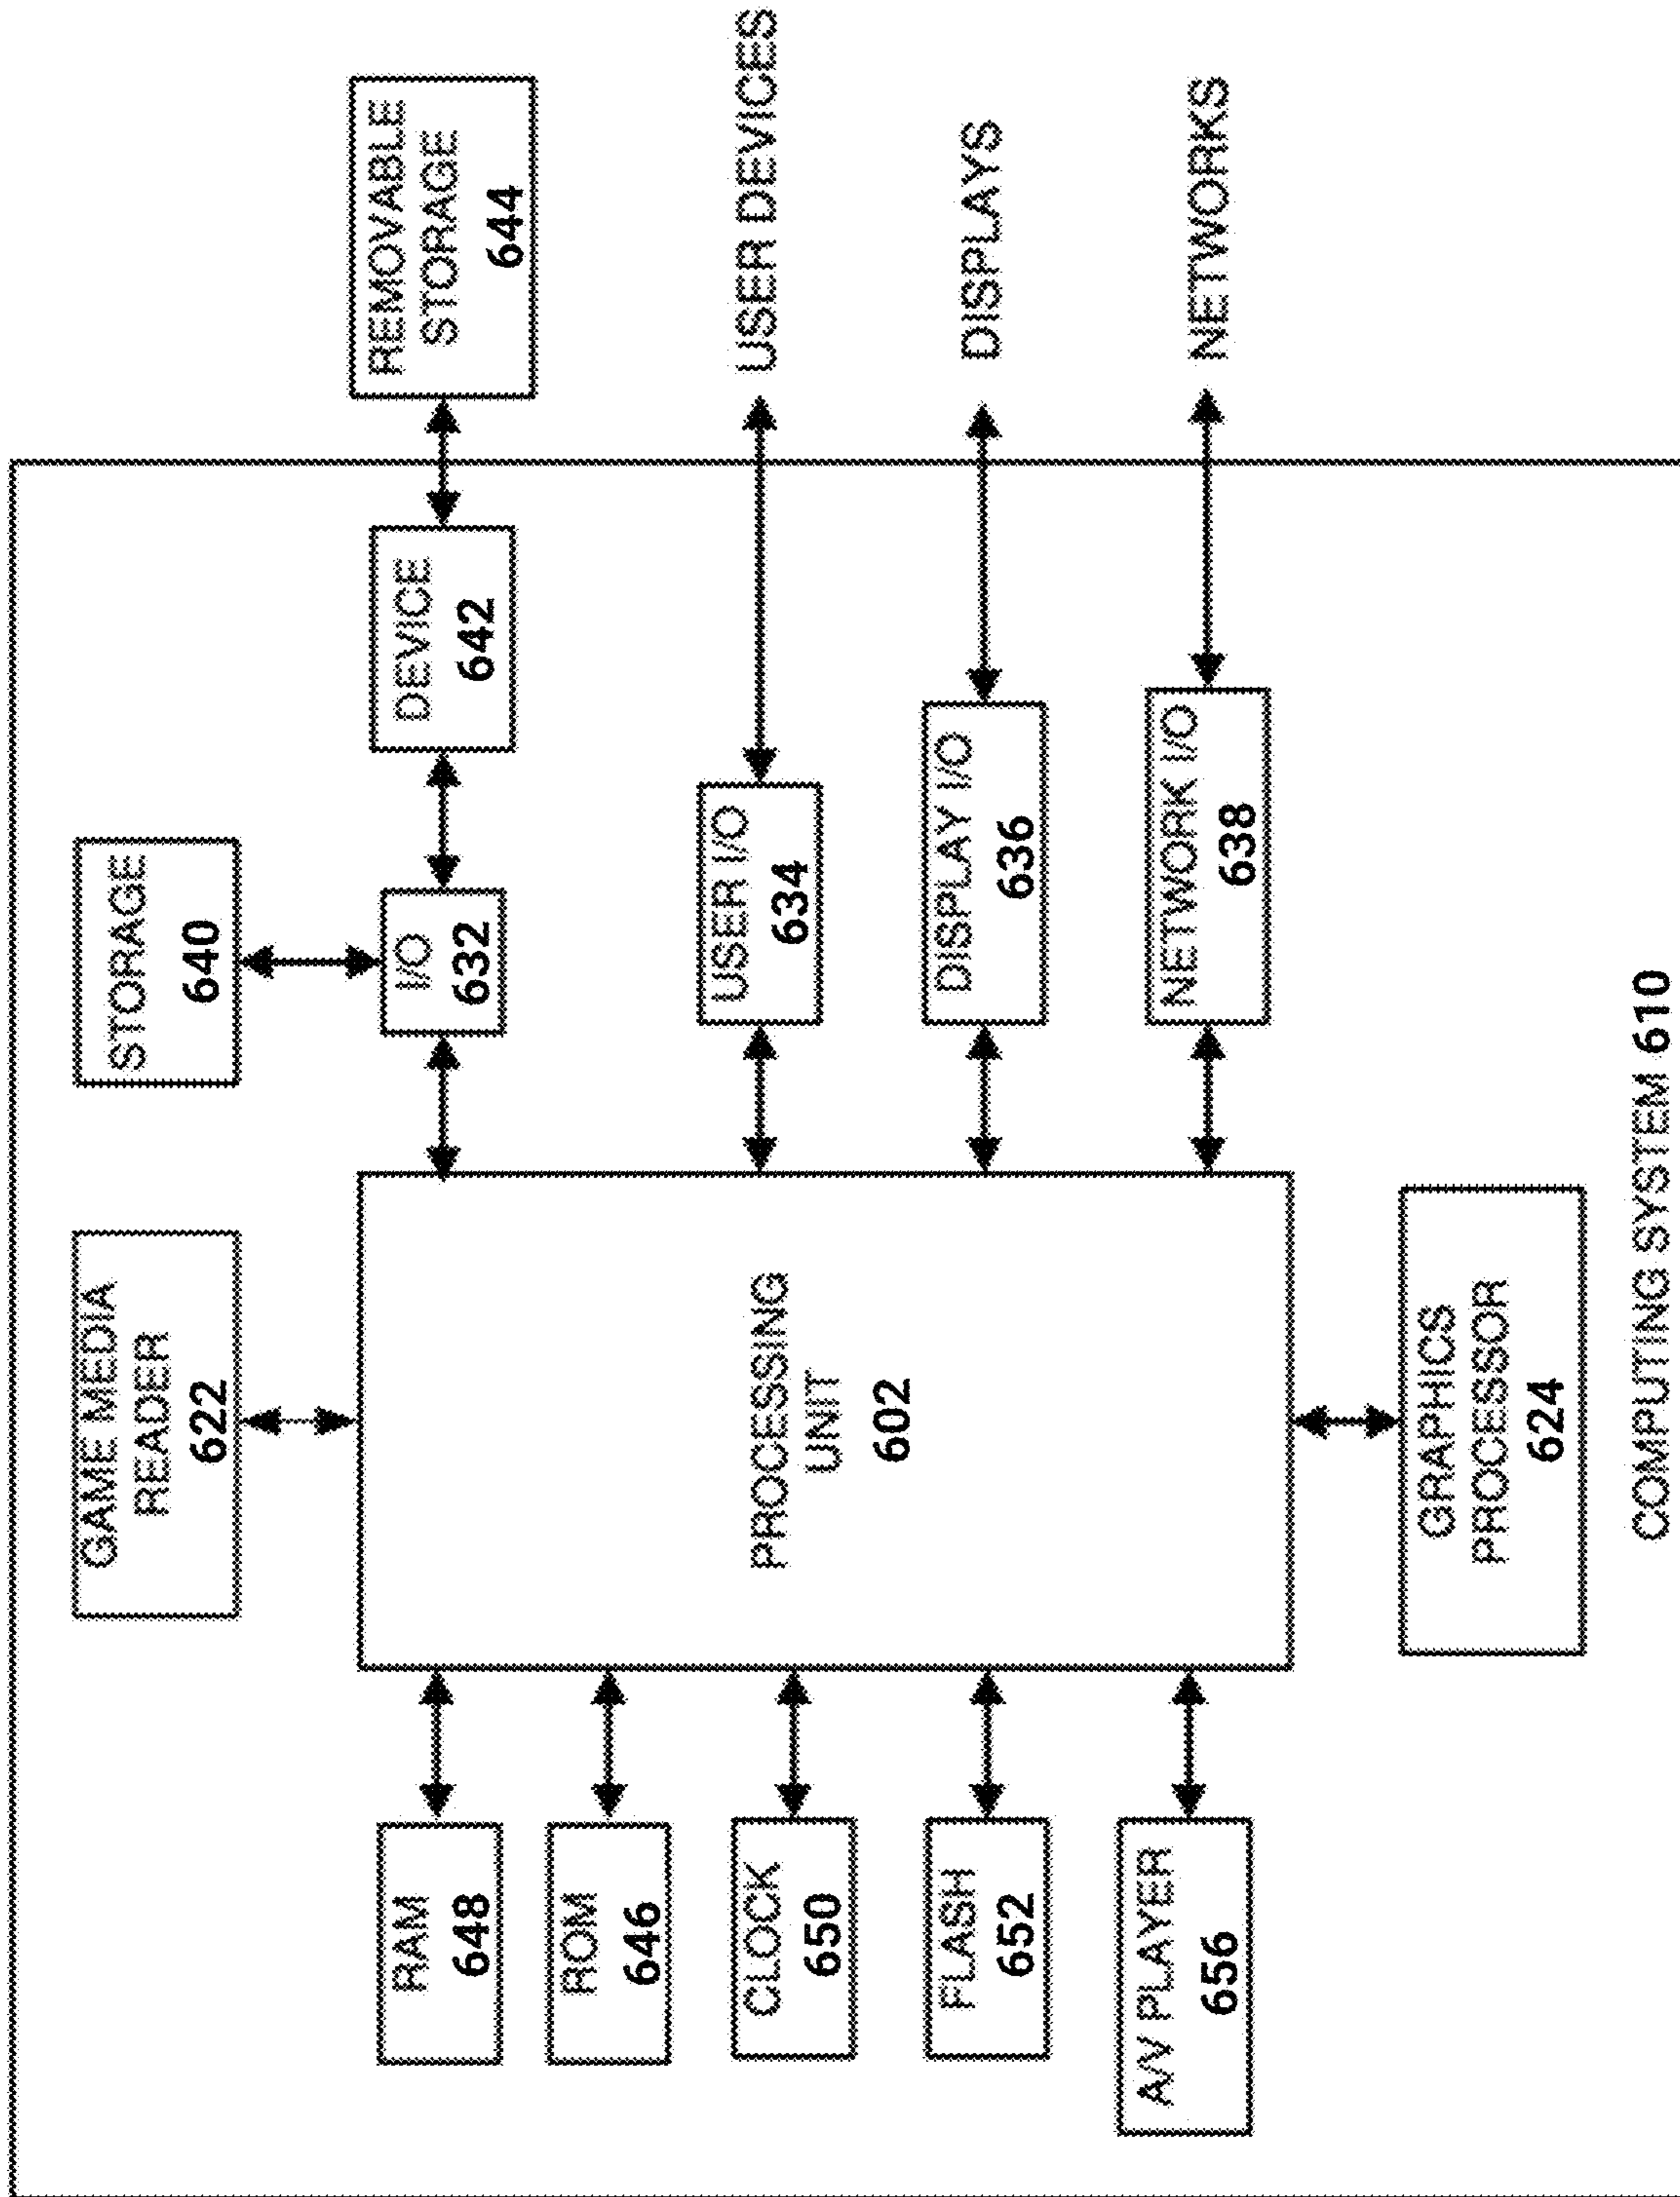 GAME MEDIA
READER
622
STORAGE
640
RAM
648
ROM
646
CLOCK
650
FLASH
652
A/V PLAYER
656
PROCESSING
UNIT
602
I/O
632
DEVICE
642
REMOVABLE
STORAGE
644
USER I/O
634
USER DEVICES
DISPLAY I/O
636
DISPLAYS
NETWORK I/O
638
NETWORKS
GRAPHICS
PROCESSOR
624
COMPUTING SYSTEM 610